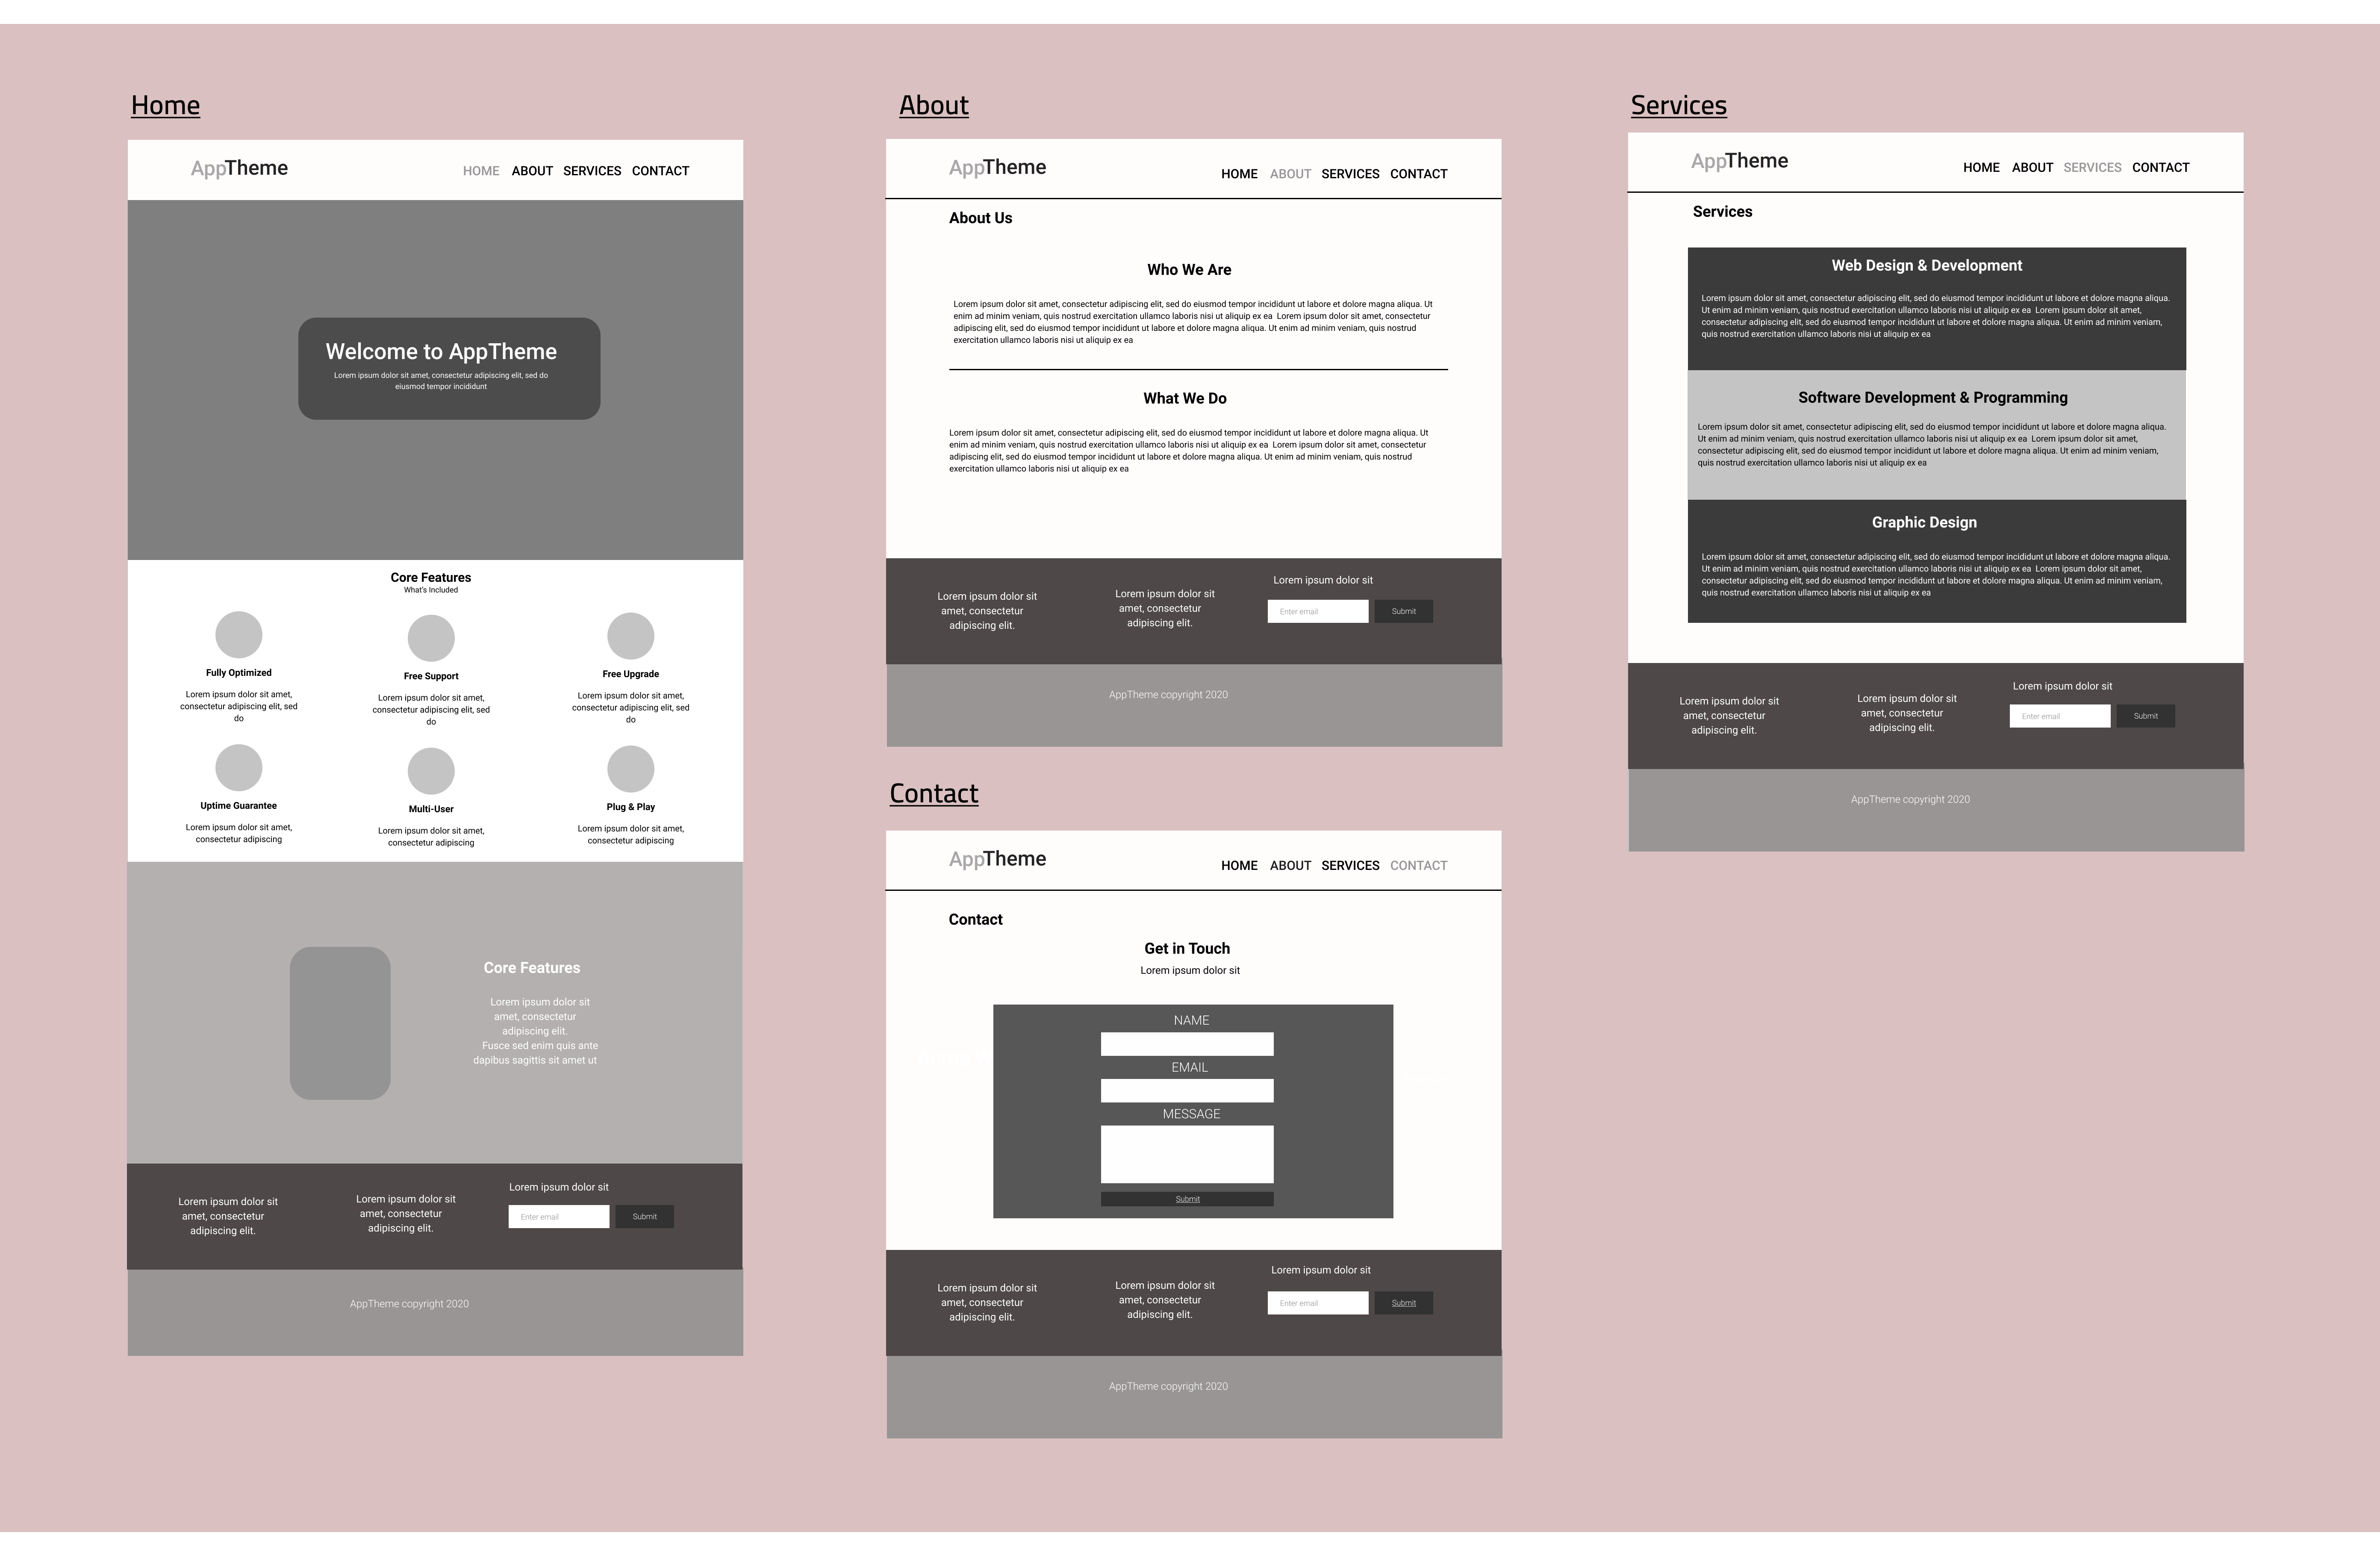 Home
AppTheme
HOME ABOUT SERVICES CONTACT
Welcome to AppTheme
Lorem ipsum dolor sit amet, consectetur adipiscing elit, sed do
eiusmod tempor incididunt
Core Features
What's Included
Fully Optimized
Lorem ipsum dolor sit amet,
consectetur adipiscing elit, sed
do
Free Support
Lorem ipsum dolor sit amet,
consectetur adipiscing elit, sed
do
Free Upgrade
Lorem ipsum dolor sit amet,
consectetur adipiscing elit, sed
do
Uptime Guarantee
Lorem ipsum dolor sit amet,
consectetur adipiscing
Multi-User
Lorem ipsum dolor sit amet,
consectetur adipiscing
Plug & Play
Lorem ipsum dolor sit amet,
consectetur adipiscing
Core Features
Lorem ipsum dolor sit
amet, consectetur
adipiscing elit.
Fusce sed enim quis ante
dapibus sagittis sit amet ut
Lorem ipsum dolor sit
amet, consectetur
adipiscing elit.
Lorem ipsum dolor sit
amet, consectetur
adipiscing elit.
Lorem ipsum dolor sit
Enter email
Submit
AppTheme copyright 2020
About
AppTheme
HOME ABOUT SERVICES CONTACT
About Us
Who We Are
Lorem ipsum dolor sit amet, consectetur adipiscing elit, sed do eiusmod tempor incididunt ut labore et dolore magna aliqua. Ut
enim ad minim veniam, quis nostrud exercitation ullamco laboris nisi ut aliquip ex ea Lorem ipsum dolor sit amet, consectetur
adipiscing elit, sed do eiusmod tempor incididunt ut labore et dolore magna aliqua. Ut enim ad minim veniam, quis nostrud
exercitation ullamco laboris nisi ut aliquip ex ea
What We Do
Lorem ipsum dolor sit amet, consectetur adipiscing elit, sed do eiusmod tempor incididunt ut labore et dolore magna aliqua. Ut
enim ad minim veniam, quis nostrud exercitation ullamco laboris nisi ut aliquip ex ea Lorem ipsum dolor sit amet, consectetur
adipiscing elit, sed do eiusmod tempor incididunt ut labore et dolore magna aliqua. Ut enim ad minim veniam, quis nostrud
exercitation ullamco laboris nisi ut aliquip ex ea
Lorem ipsum dolor sit
amet, consectetur
adipiscing elit.
Lorem ipsum dolor sit
amet, consectetur
adipiscing elit.
Lorem ipsum dolor sit
Enter email
Submit
AppTheme copyright 2020
Contact
AppTheme
HOME ABOUT SERVICES CONTACT
Contact
Get in Touch
Lorem ipsum dolor sit
NAME
EMAIL
MESSAGE
Submit
Lorem ipsum dolor sit
amet, consectetur
adipiscing elit.
Lorem ipsum dolor sit
amet, consectetur
adipiscing elit.
Lorem ipsum dolor sit
Enter email
Submit
AppTheme copyright 2020
Services
AppTheme
HOME ABOUT SERVICES CONTACT
Services
Web Design & Development
Lorem ipsum dolor sit amet, consectetur adipiscing elit, sed do eiusmod tempor incididunt ut labore et dolore magna aliqua.
Ut enim ad minim veniam, quis nostrud exercitation ullamco laboris nisi ut aliquip ex ea Lorem ipsum dolor sit amet,
consectetur adipiscing elit, sed do eiusmod tempor incididunt ut labore et dolore magna aliqua. Ut enim ad minim veniam,
quis nostrud exercitation ullamco laboris nisi ut aliquip ex ea
Software Development & Programming
Lorem ipsum dolor sit amet, consectetur adipiscing elit, sed do eiusmod tempor incididunt ut labore et dolore magna aliqua.
Ut enim ad minim veniam, quis nostrud exercitation ullamco laboris nisi ut aliquip ex ea Lorem ipsum dolor sit amet,
consectetur adipiscing elit, sed do eiusmod tempor incididunt ut labore et dolore magna aliqua. Ut enim ad minim veniam,
quis nostrud exercitation ullamco laboris nisi ut aliquip ex ea
Graphic Design
Lorem ipsum dolor sit amet, consectetur adipiscing elit, sed do eiusmod tempor incididunt ut labore et dolore magna aliqua.
Ut enim ad minim veniam, quis nostrud exercitation ullamco laboris nisi ut aliquip ex ea Lorem ipsum dolor sit amet,
consectetur adipiscing elit, sed do eiusmod tempor incididunt ut labore et dolore magna aliqua. Ut enim ad minim veniam,
quis nostrud exercitation ullamco laboris nisi ut aliquip ex ea
Lorem ipsum dolor sit
amet, consectetur
adipiscing elit.
Lorem ipsum dolor sit
amet, consectetur
adipiscing elit.
Lorem ipsum dolor sit
Enter email
Submit
AppTheme copyright 2020